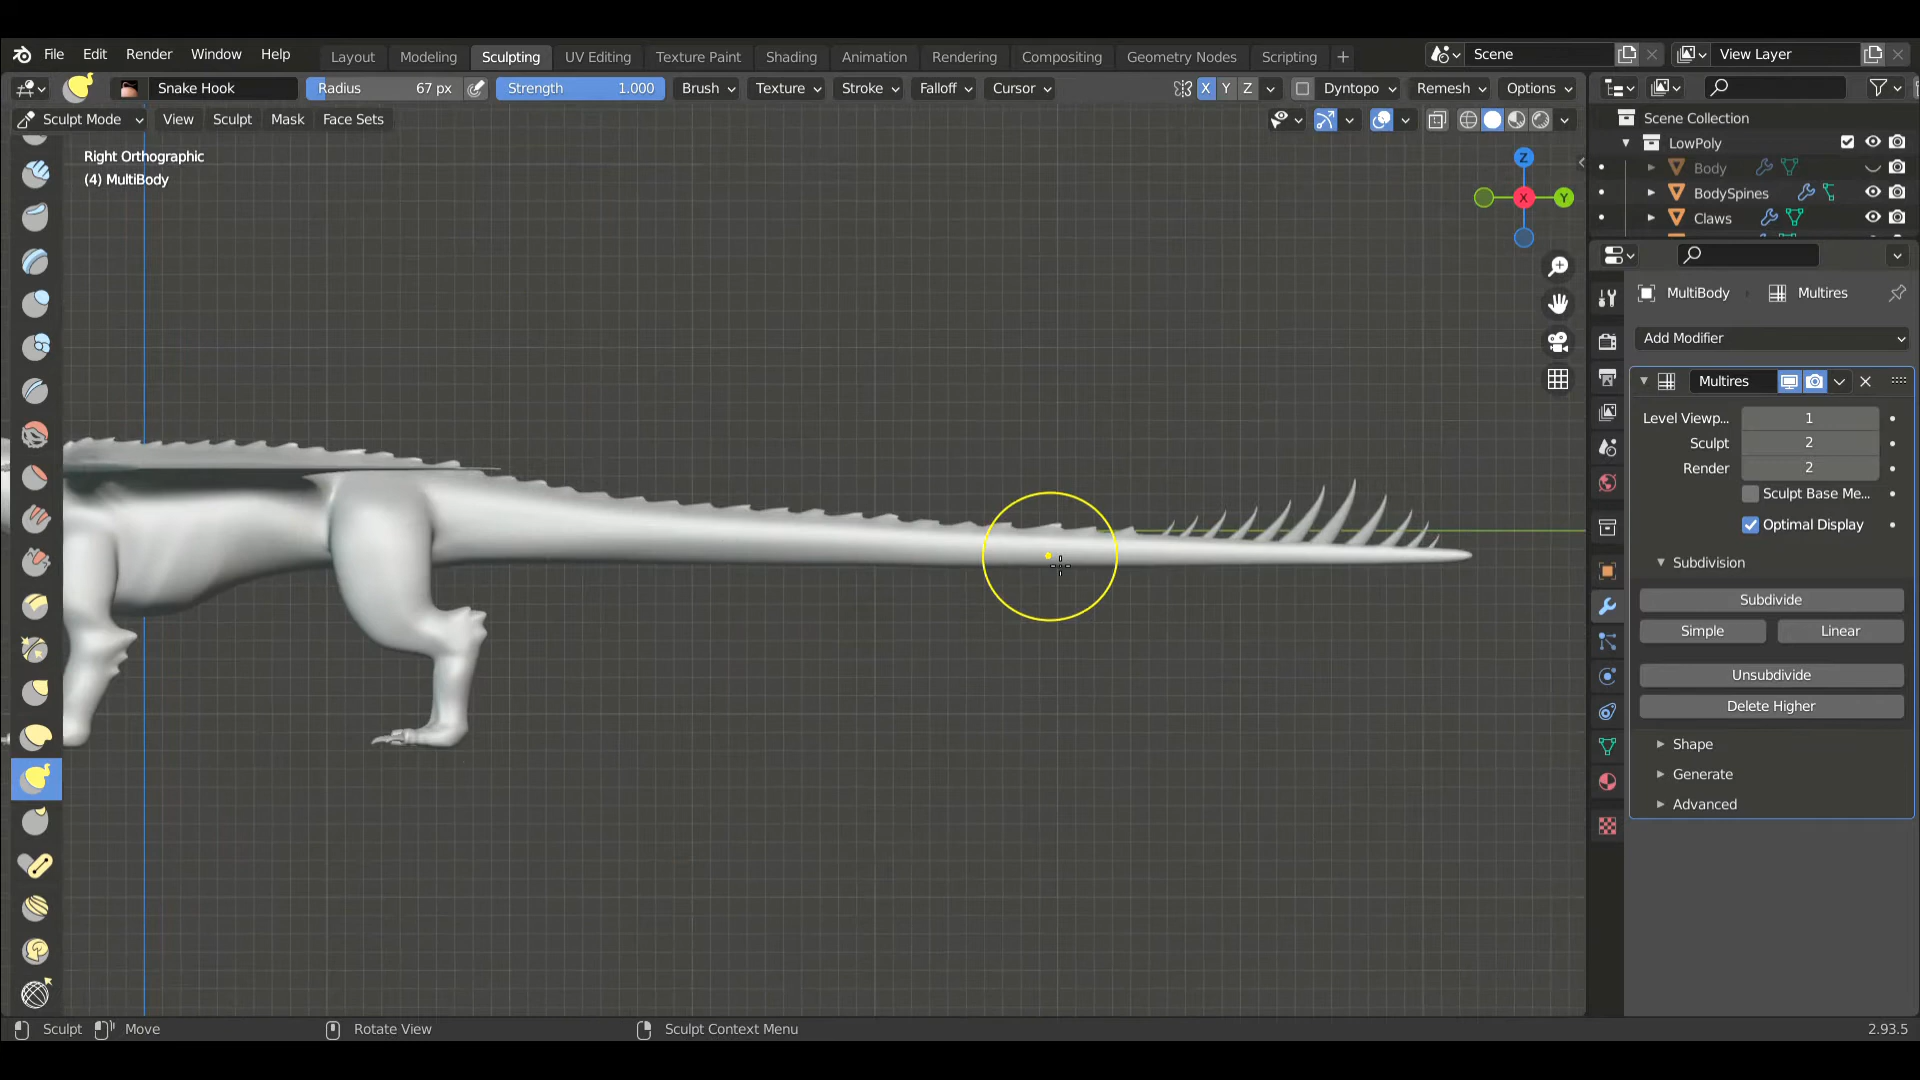 File Edit Render Window Help Layout Modeling Sculpting UV Editing Texture Paint Shading Animation Rendering Compositing Geometry Nodes Scripting + Scene View Layer
Snake Hook Radius 67 px Strength 1.000 Brush Texture Stroke Falloff Cursor X Y Z Dyntopo Remesh Options
Sculpt Mode View Sculpt Mask Face Sets
Right Orthographic
(4) MultiBody
Z
X
Y
Scene Collection
LowPoly
Body
BodySpines
Claws
MultiBody Multires
Add Modifier
Multires
Level Viewp... 1
Sculpt 2
Render 2
Sculpt Base Me...
Optimal Display
Subdivision
Subdivide
Simple Linear
Unsubdivide
Delete Higher
Shape
Generate
Advanced
Sculpt Move Rotate View Sculpt Context Menu 2.93.5